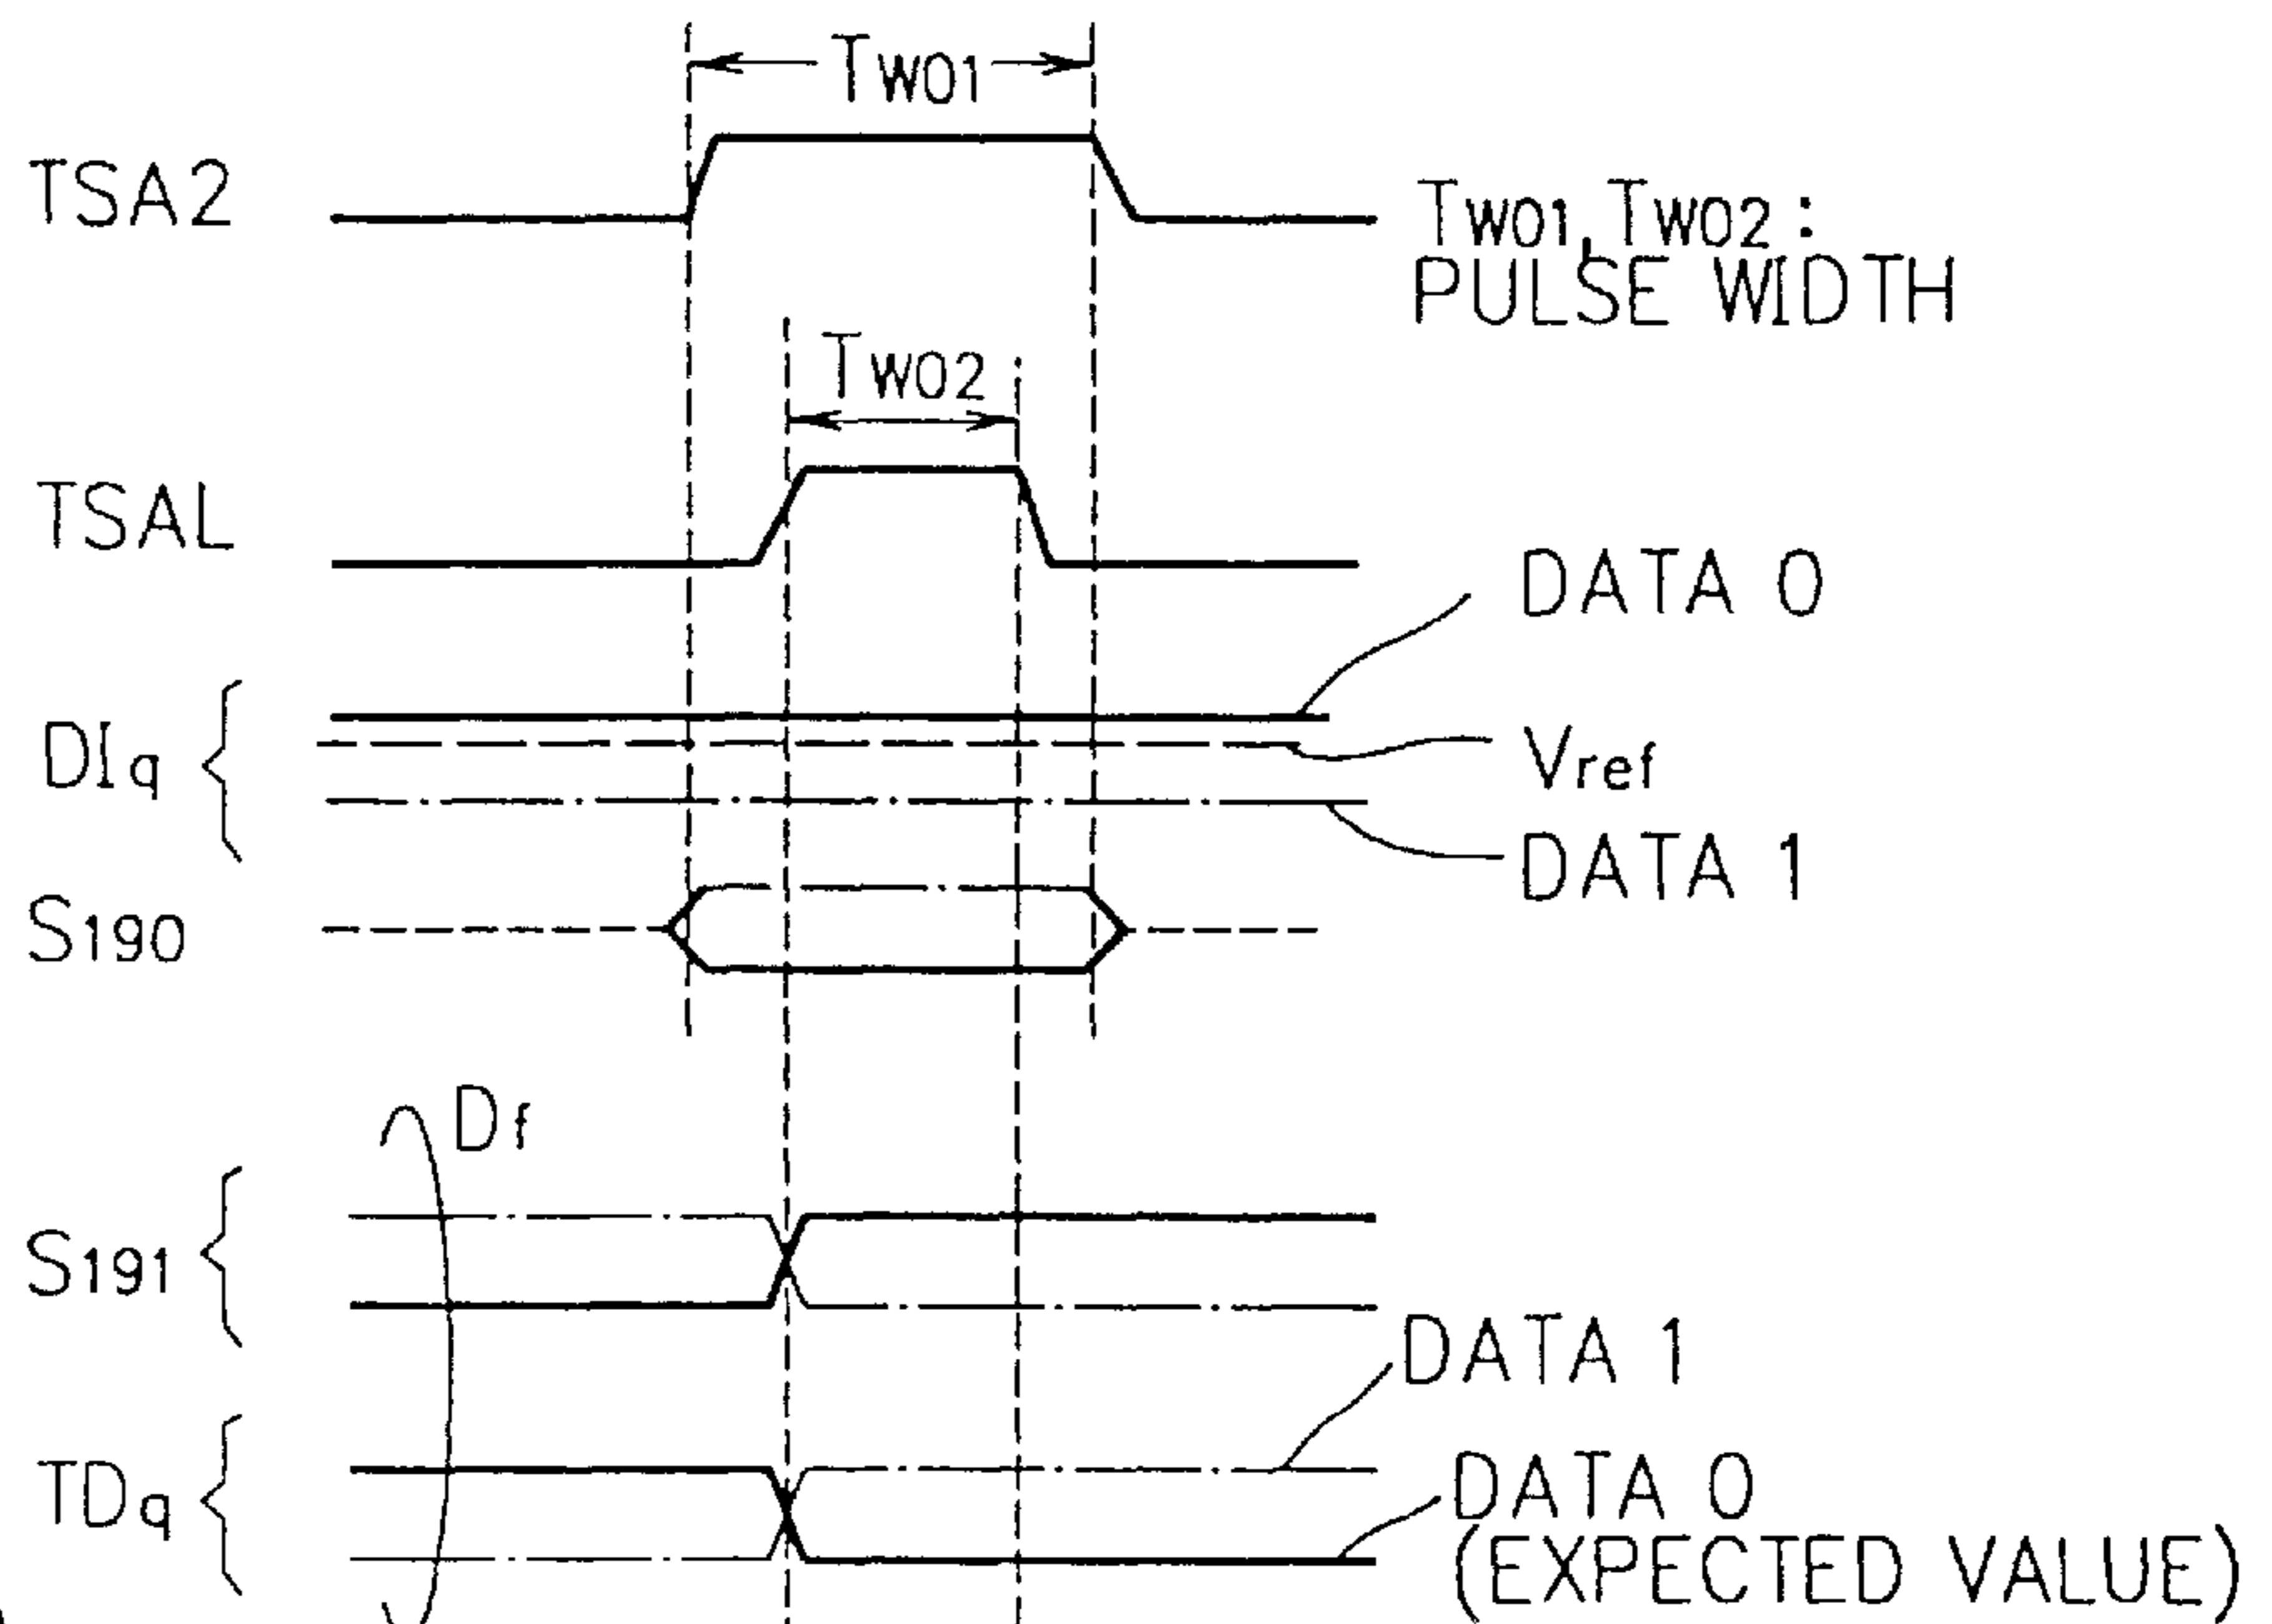 TW01
TSA2
TW01,TW02 :
PULSE WIDTH
TW02
TSAL
DATA 0
DIq
Vref
DATA 1
S190
Df
S191
DATA 1
TDq
DATA 0
(EXPECTED VALUE)